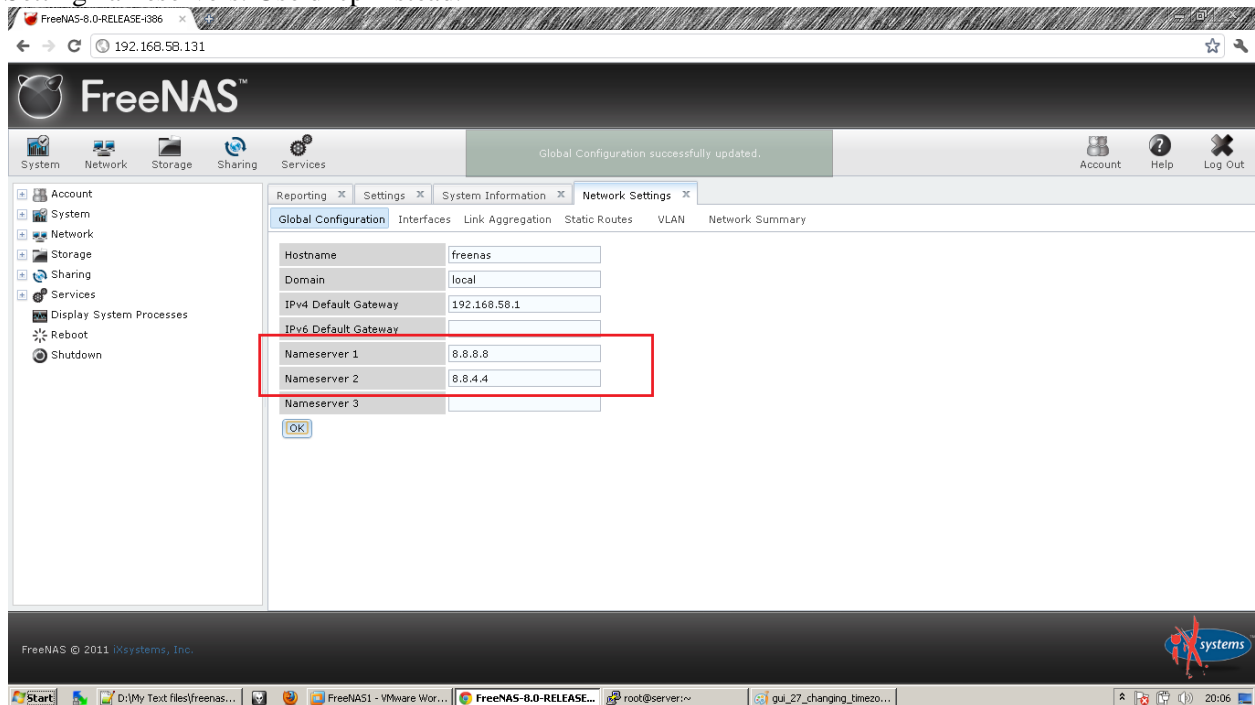 FreeNAS-8.0-RELEASE-i386
192.168.58.131
FreeNAS™
System Network Storage Sharing Services
Global Configuration successfully updated.
Account Help Log Out
Account
System
Network
Storage
Sharing
Services
Display System Processes
Reboot
Shutdown
Reporting Settings System Information Network Settings
Global Configuration Interfaces Link Aggregation Static Routes VLAN Network Summary
Hostname freenas
Domain local
IPv4 Default Gateway 192.168.58.1
IPv6 Default Gateway
Nameserver 1 8.8.8.8
Nameserver 2 8.8.4.4
Nameserver 3
OK
FreeNAS © 2011 iXsystems, Inc.
iXsystems
Start D:\My Text files\freenas... FreeNAS1 - VMware Wor... FreeNAS-8.0-RELEASE... root@server:~ gui_27_changing_timezo... 20:06